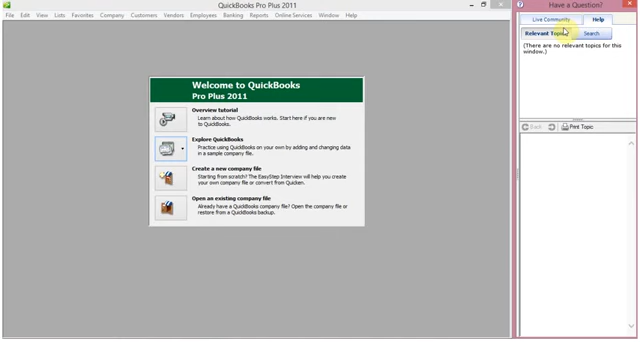 QuickBooks Pro Plus 2011
File Edit View Lists Favorites Company Customers Vendors Employees Banking Reports Online Services Window Help
Welcome to QuickBooks
Pro Plus 2011
Overview tutorial
Learn about how QuickBooks works. Start here if you are new
to QuickBooks.
Explore QuickBooks
Practice using QuickBooks on your own by adding and changing data
in a sample company file.
Create a new company file
Starting from scratch? The EasyStep Interview will help you create
your own company file or convert from Quicken.
Open an existing company file
Already have a QuickBooks company file? Open the company file or
restore from a QuickBooks backup.
Have a Question?
Live Community Help
Relevant Topics Search
(There are no relevant topics for this
window.)
Back Print Topic